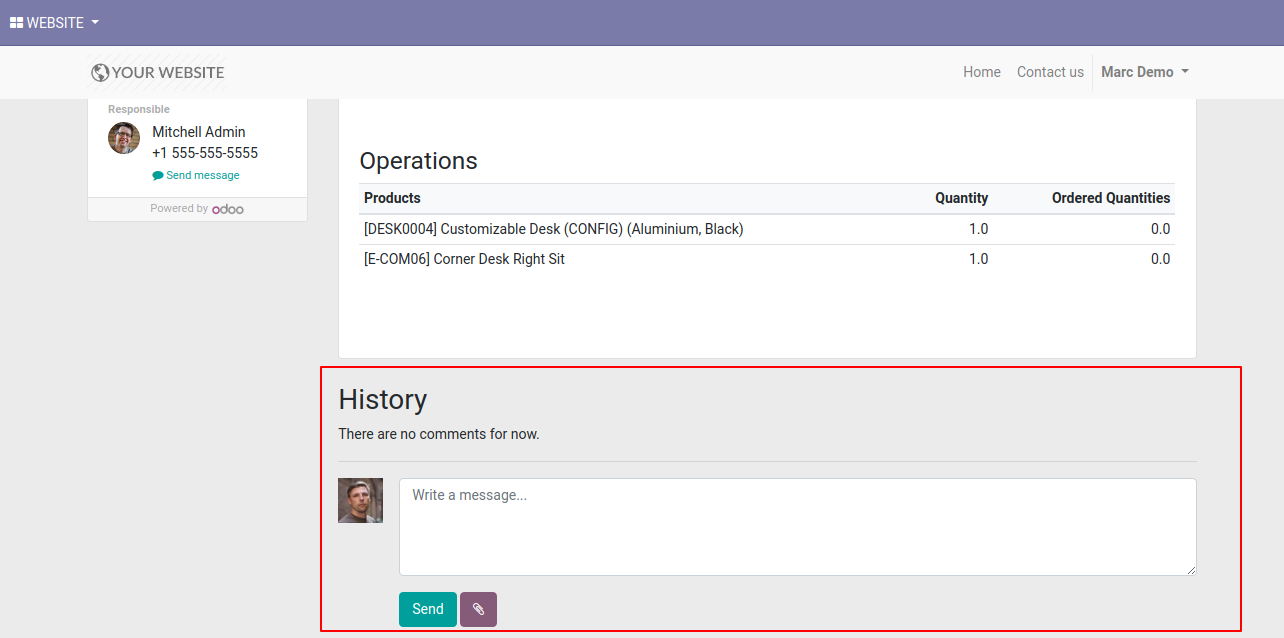 WEBSITE
YOUR WEBSITE
Home Contact us Marc Demo
Responsible
Mitchell Admin
+1 555-555-5555
Send message
Powered by odoo
Operations
Products Quantity Ordered Quantities
[DESK0004] Customizable Desk (CONFIG) (Aluminium, Black) 1.0 0.0
[E-COM06] Corner Desk Right Sit 1.0 0.0
History
There are no comments for now.
Write a message...
Send